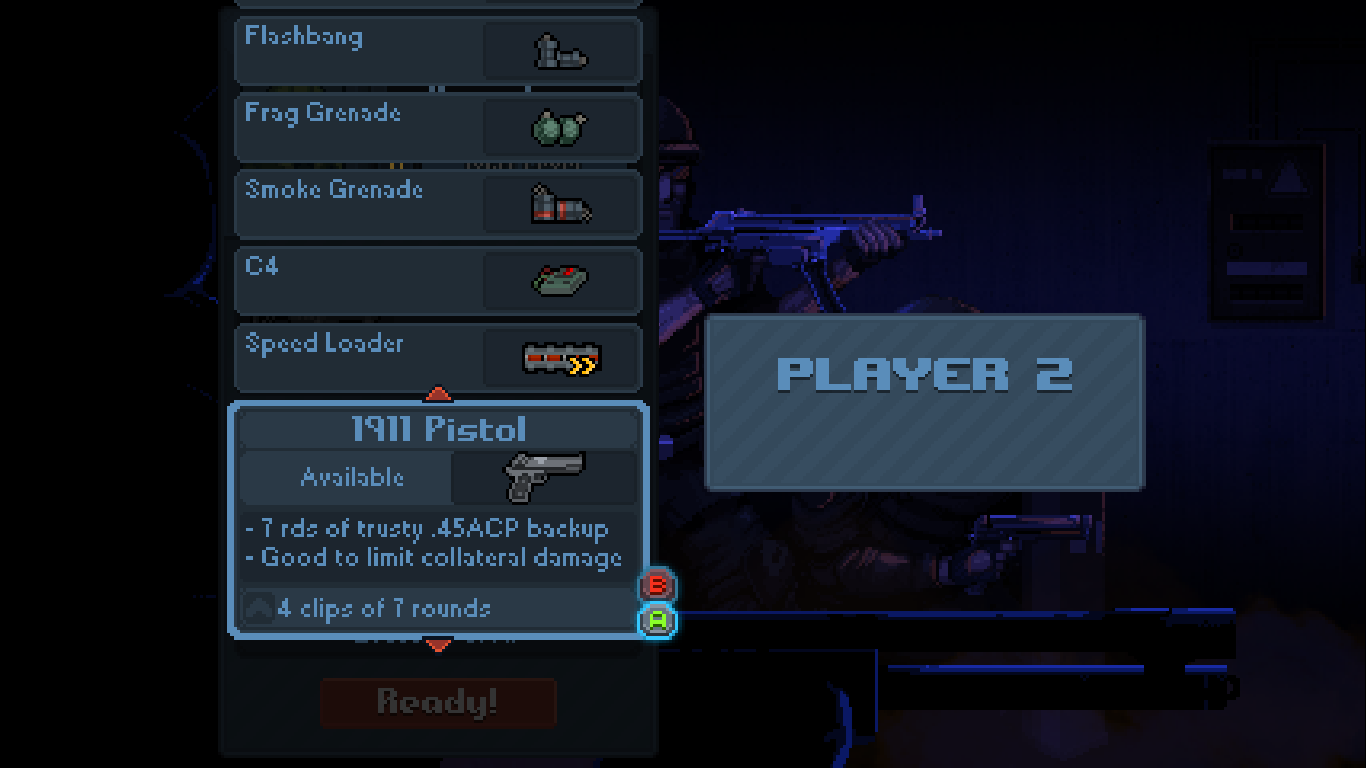 Flashbang
Frag Grenade
Smoke Grenade
C4
Speed Loader
1911 Pistol
Available
- 7 rds of trusty .45ACP backup
- Good to limit collateral damage
4 clips of 7 rounds
B
A
Ready!
PLAYER 2